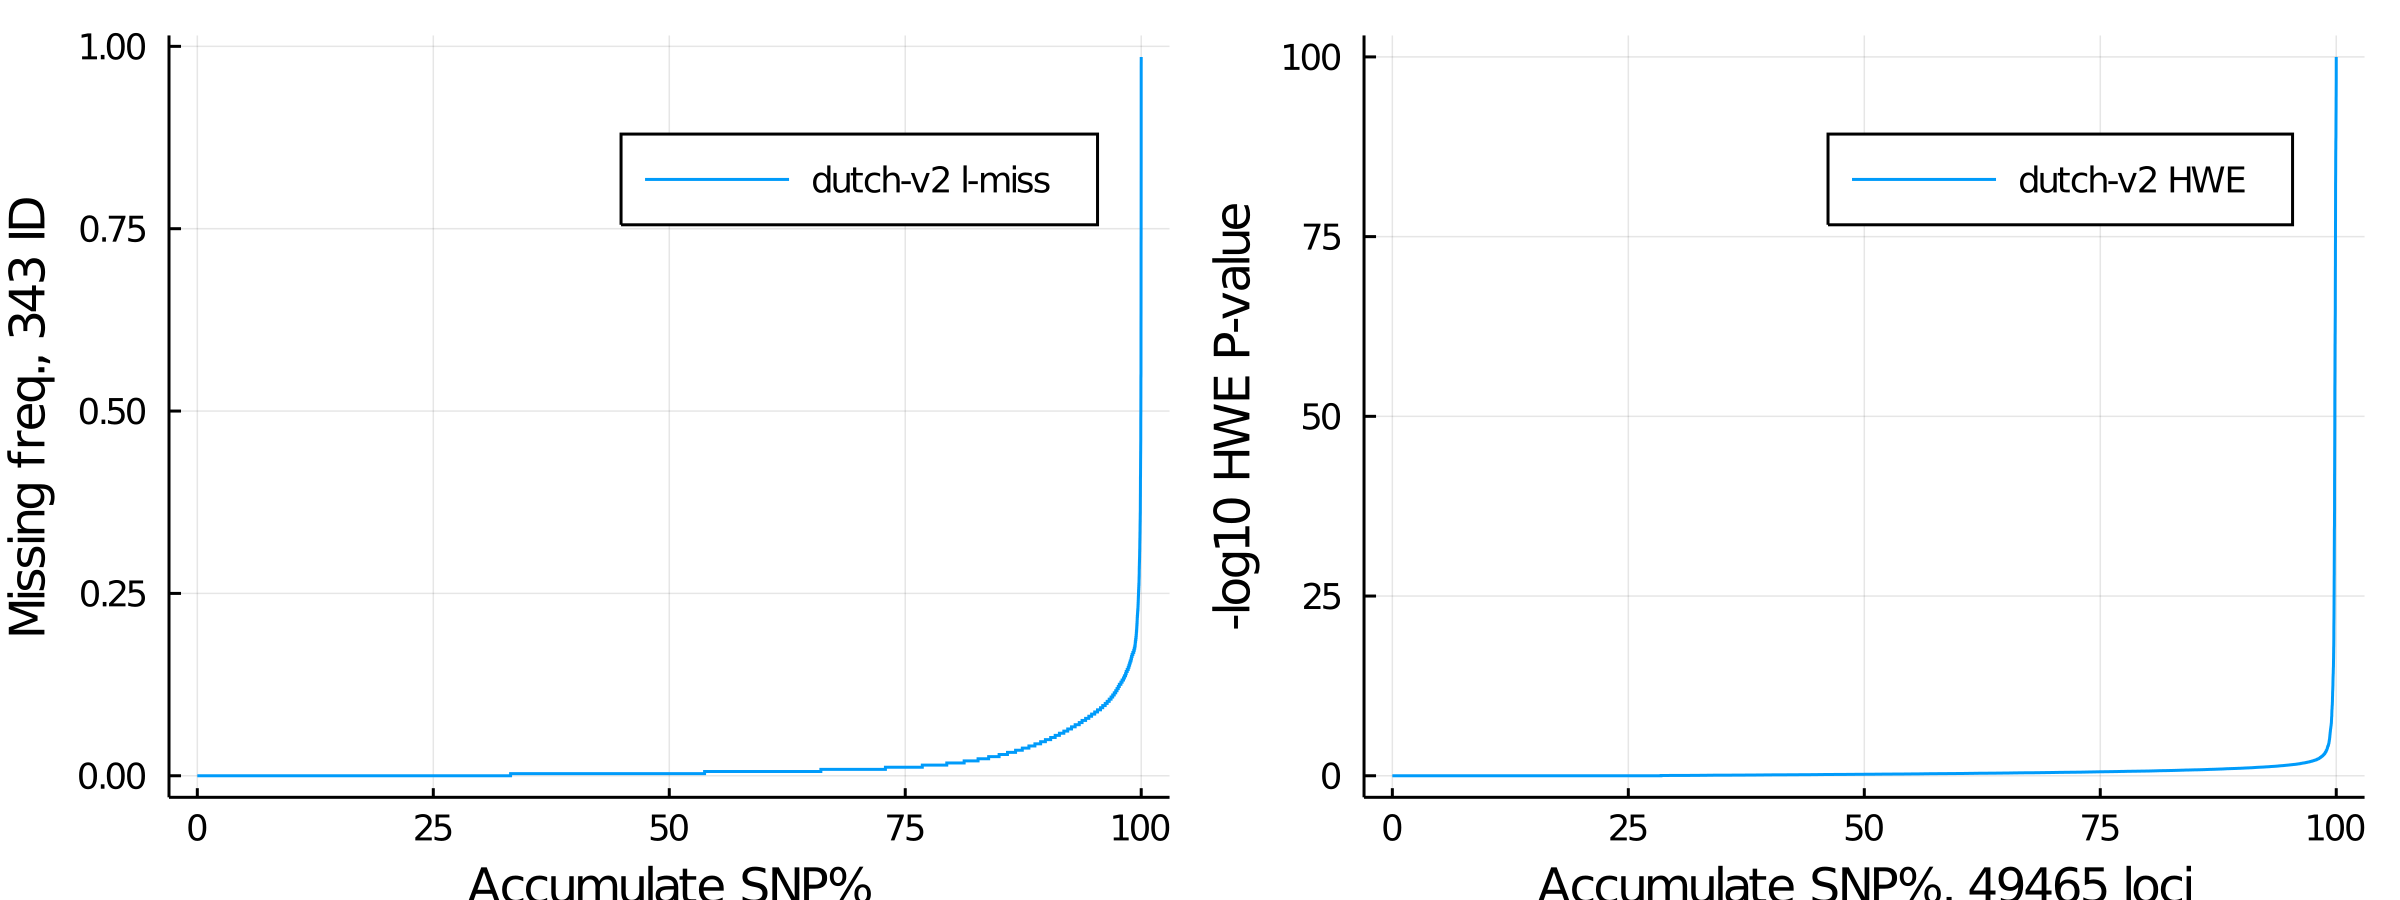 Missing freq., 343 ID
1.00
0.75
0.50
0.25
0.00
dutch-v2 l-miss
0 25 50 75 100
Accumulate SNP%
-log10 HWE P-value
100
75
50
25
0
dutch-v2 HWE
0 25 50 75 100
Accumulate SNP%, 49465 loci